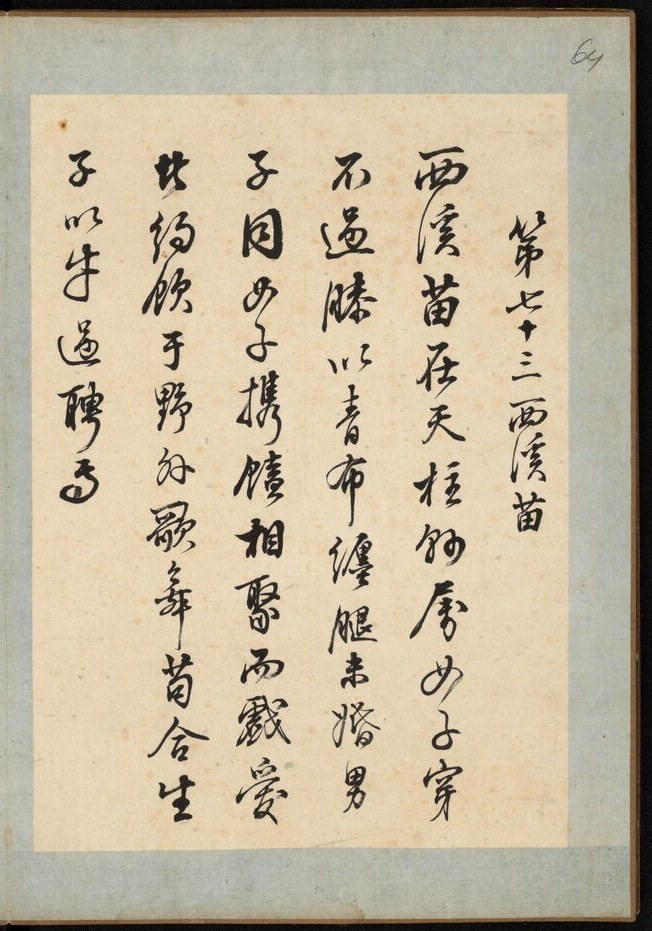 64
第七十三西溪苗
西溪苗在天柱縣屬女子穿
不過膝以青布纏腿未婚男
子同女子攜饁相聚而戲愛
約飲于野外歌舞苟合生
子以牛過聘焉